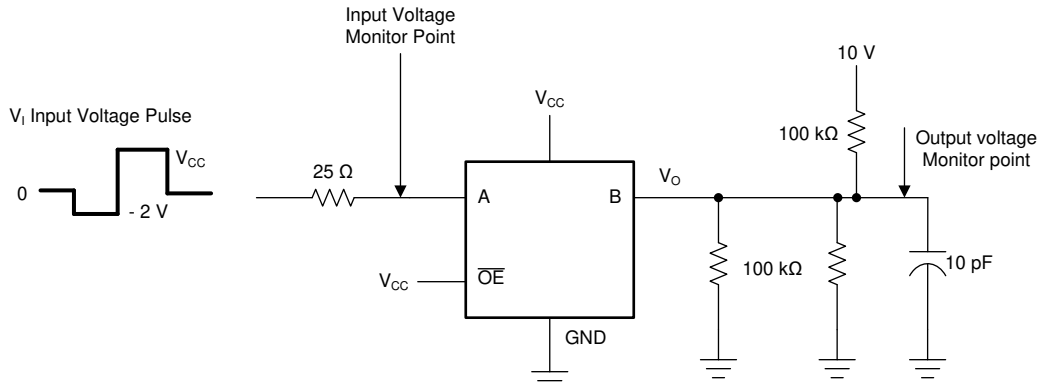 Input Voltage
Monitor Point
10 V
V_I Input Voltage Pulse
V_CC
100 kΩ
Output voltage
Monitor point
V_CC
25 Ω
V_O
0
- 2 V
A
B
V_CC
O̅E̅
100 kΩ
10 pF
GND